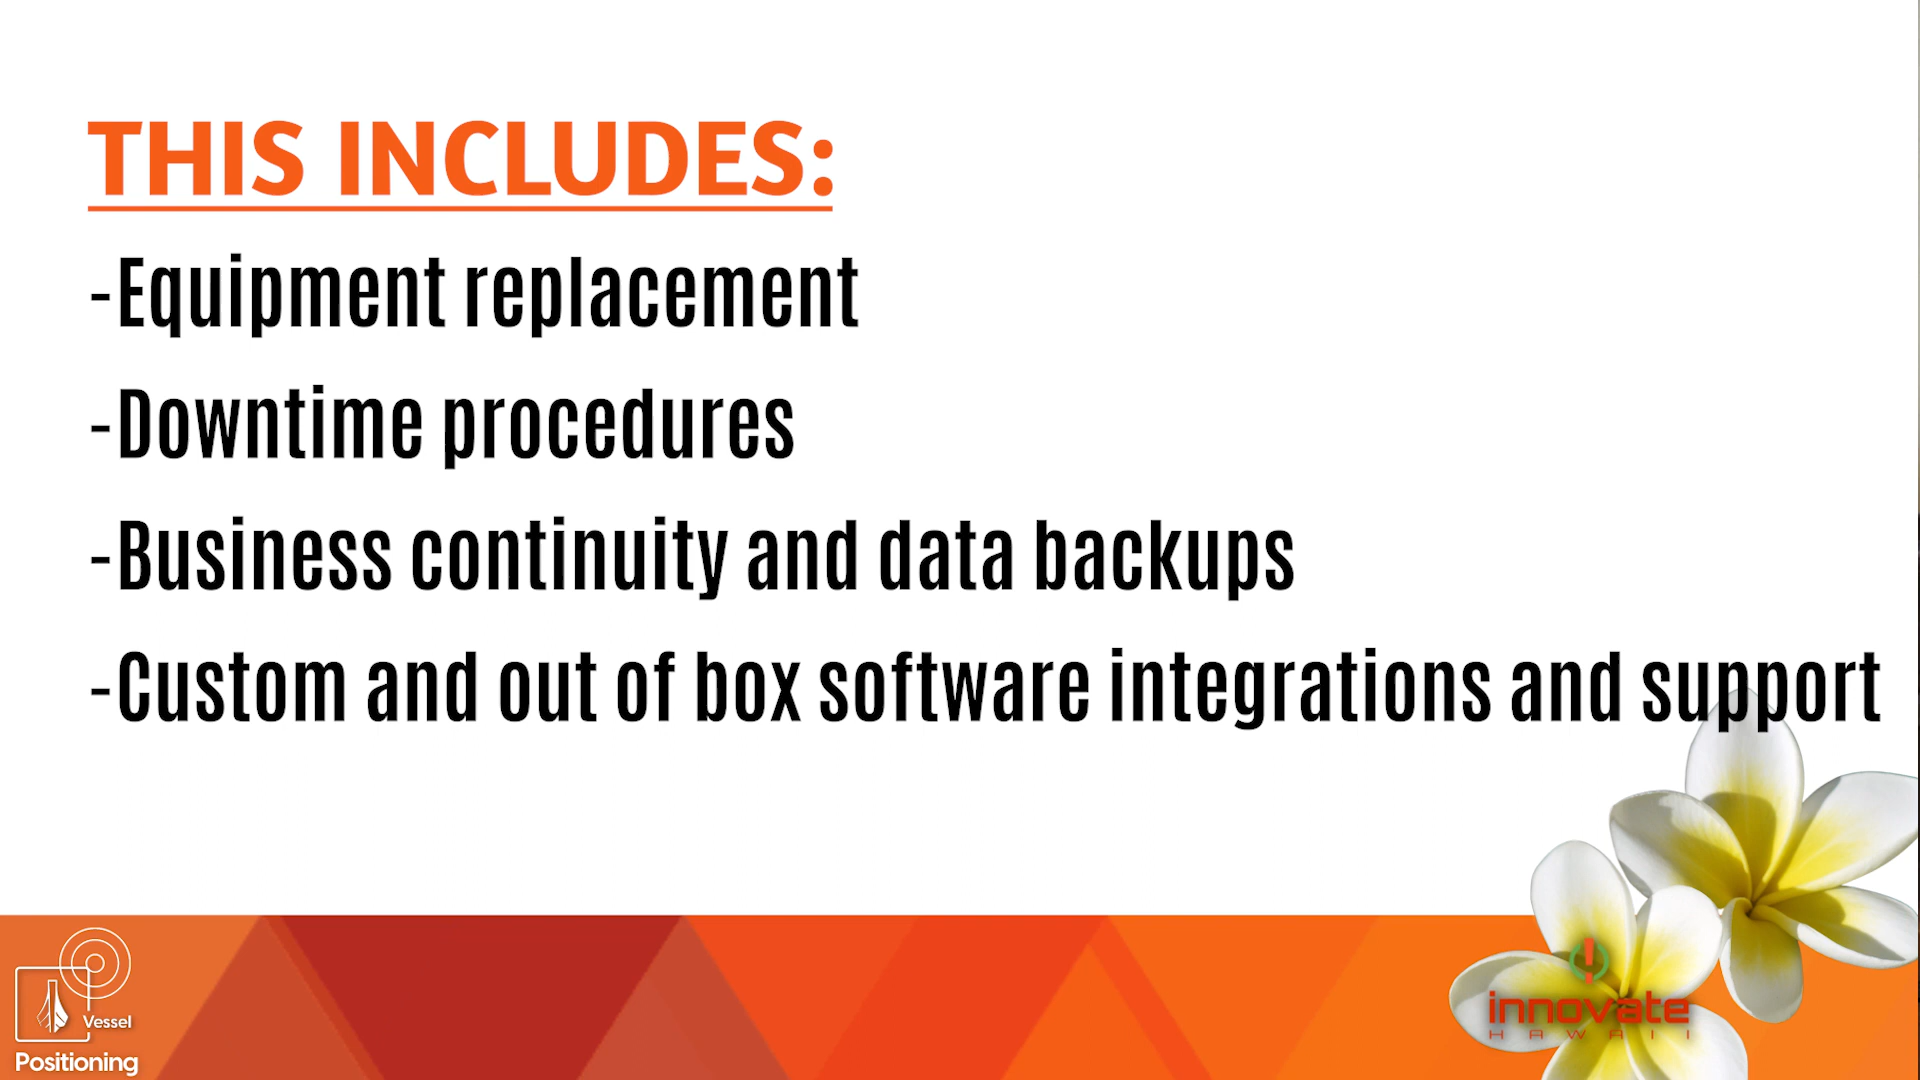 THIS INCLUDES:
-Equipment replacement
-Downtime procedures
-Business continuity and data backups
-Custom and out of box software integrations and support
Vessel
Positioning
innovate
HAWAII